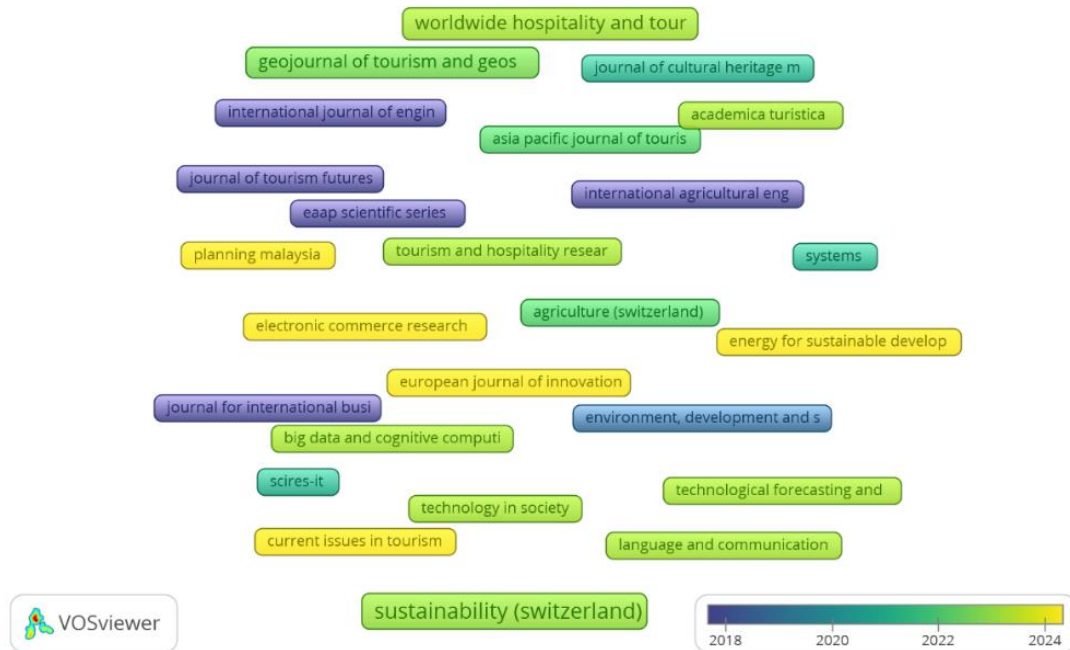 worldwide hospitality and tour
geojournal of tourism and geos
journal of cultural heritage m
international journal of engin
academica turistica
asia pacific journal of touris
journal of tourism futures
international agricultural eng
eaap scientific series
planning malaysia
tourism and hospitality resear
systems
agriculture (switzerland)
electronic commerce research
energy for sustainable develop
european journal of innovation
journal for international busi
environment, development and s
big data and cognitive computi
scires-it
technological forecasting and
technology in society
current issues in tourism
language and communication
sustainability (switzerland)
VOSviewer
2018 2020 2022 2024